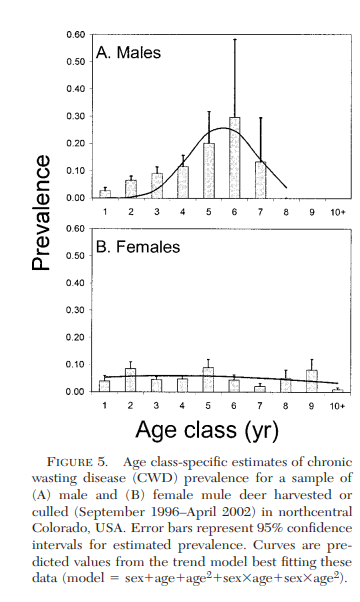 0.60
A. Males
0.50
0.40
0.30
0.20
0.10
0.00
1 2 3 4 5 6 7 8 9 10+
Prevalence
0.60
B. Females
0.50
0.40
0.30
0.20
0.10
0.00
1 2 3 4 5 6 7 8 9 10+
Age class (yr)
FIGURE 5. Age class-specific estimates of chronic
wasting disease (CWD) prevalence for a sample of
(A) male and (B) female mule deer harvested or
culled (September 1996–April 2002) in northcentral
Colorado, USA. Error bars represent 95% confidence
intervals for estimated prevalence. Curves are pre-
dicted values from the trend model best fitting these
data (model = sex+age+age²+sex×age+sex×age²).